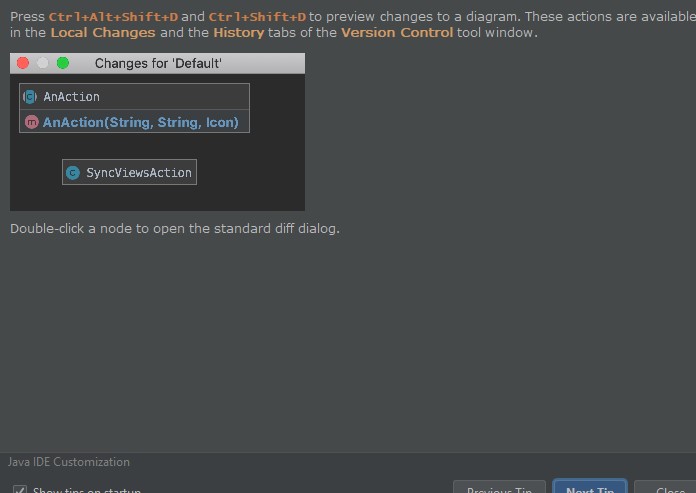 Press Ctrl+Alt+Shift+D and Ctrl+Shift+D to preview changes to a diagram. These actions are available
in the Local Changes and the History tabs of the Version Control tool window.
Changes for 'Default'
C AnAction
m AnAction(String, String, Icon)
C SyncViewsAction
Double-click a node to open the standard diff dialog.
Java IDE Customization
Show tips on startup
Previous Tip Next Tip Close